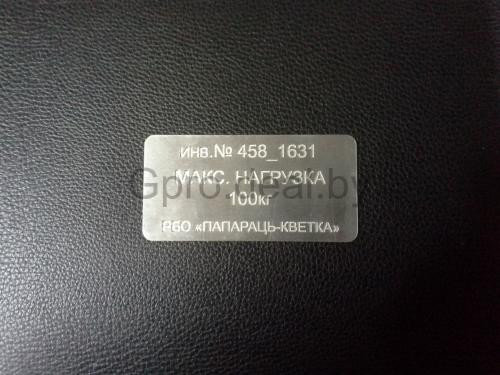 инв.№ 458_1631
МАКС. НАГРУЗКА
100кг
РБО «ПАПАРАЦЬ-КВЕТКА»
Gpro.deal.by